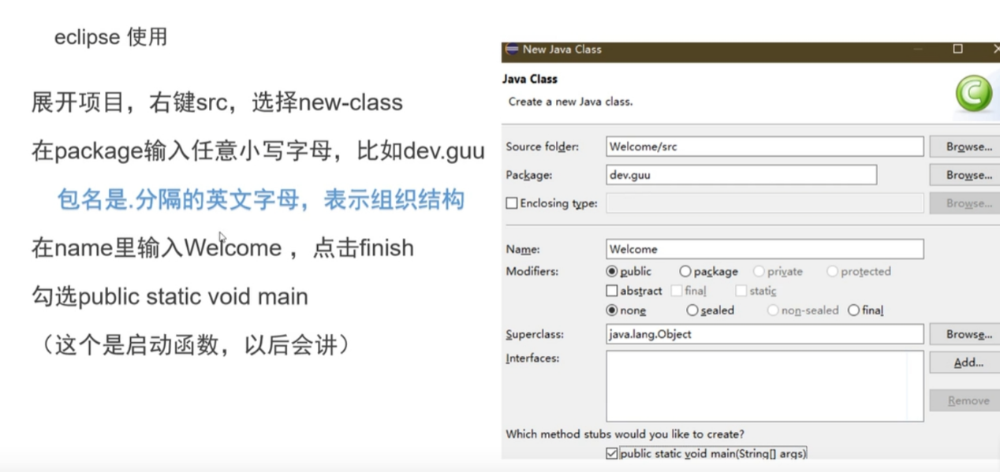 eclipse 使用
展开项目，右键src，选择new-class
在package输入任意小写字母，比如dev.guu
包名是.分隔的英文字母，表示组织结构
在name里输入Welcome ，点击finish
勾选public static void main
（这个是启动函数，以后会讲）
New Java Class
Java Class
Create a new Java class.
Source folder: Welcome/src Browse...
Package: dev.guu Browse...
Enclosing type: Browse...
Name: Welcome
Modifiers: public package private protected
abstract final static
none sealed non-sealed final
Superclass: java.lang.Object Browse...
Interfaces: Add...
Remove
Which method stubs would you like to create?
public static void main(String[] args)